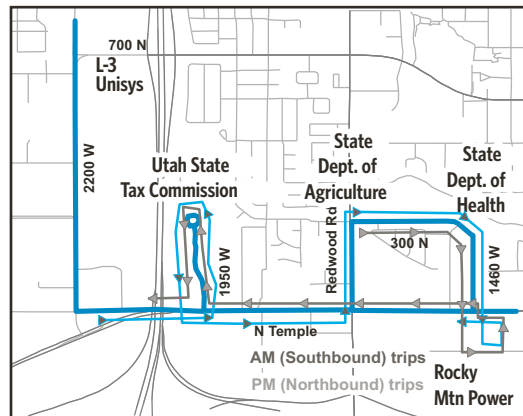 700 N
L-3
Unisys
2200 W
Utah State
Tax Commission
1950 W
State
Dept. of
Agriculture
Redwood Rd
State
Dept. of
Health
300 N
1460 W
N Temple
AM (Southbound) trips
PM (Northbound) trips
Rocky
Mtn Power